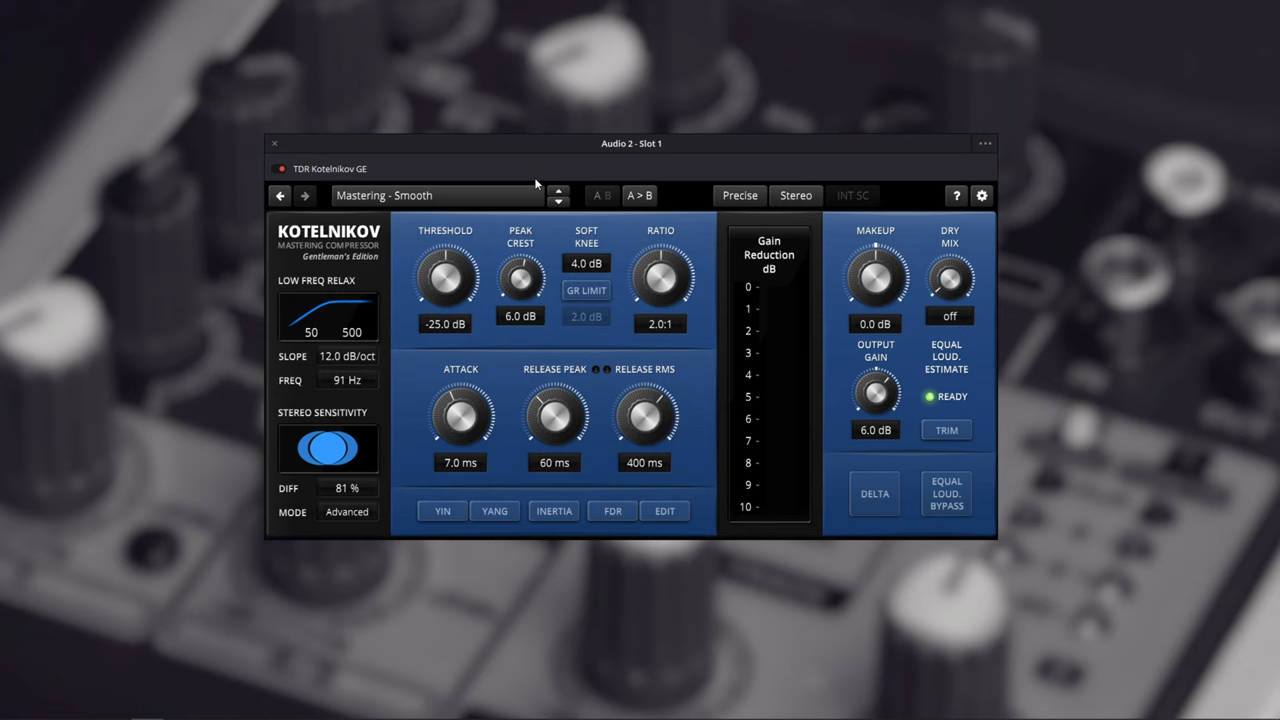 Audio 2 - Slot 1
TDR Kotelnikov GE
Mastering - Smooth
A B
A > B
Precise
Stereo
INT SC
?
KOTELNIKOV
MASTERING COMPRESSOR
Gentleman's Edition
LOW FREQ RELAX
50 500
SLOPE 12.0 dB/oct
FREQ 91 Hz
STEREO SENSITIVITY
DIFF 81 %
MODE Advanced
THRESHOLD
-25.0 dB
PEAK
CREST
6.0 dB
SOFT
KNEE
4.0 dB
GR LIMIT
2.0 dB
RATIO
2.0:1
ATTACK
7.0 ms
RELEASE PEAK
60 ms
RELEASE RMS
400 ms
YIN
YANG
INERTIA
FDR
EDIT
Gain
Reduction
dB
0 -
1 -
2 -
3 -
4 -
5 -
6 -
7 -
8 -
9 -
10 -
MAKEUP
0.0 dB
DRY
MIX
off
OUTPUT
GAIN
6.0 dB
EQUAL
LOUD.
ESTIMATE
READY
TRIM
DELTA
EQUAL
LOUD.
BYPASS